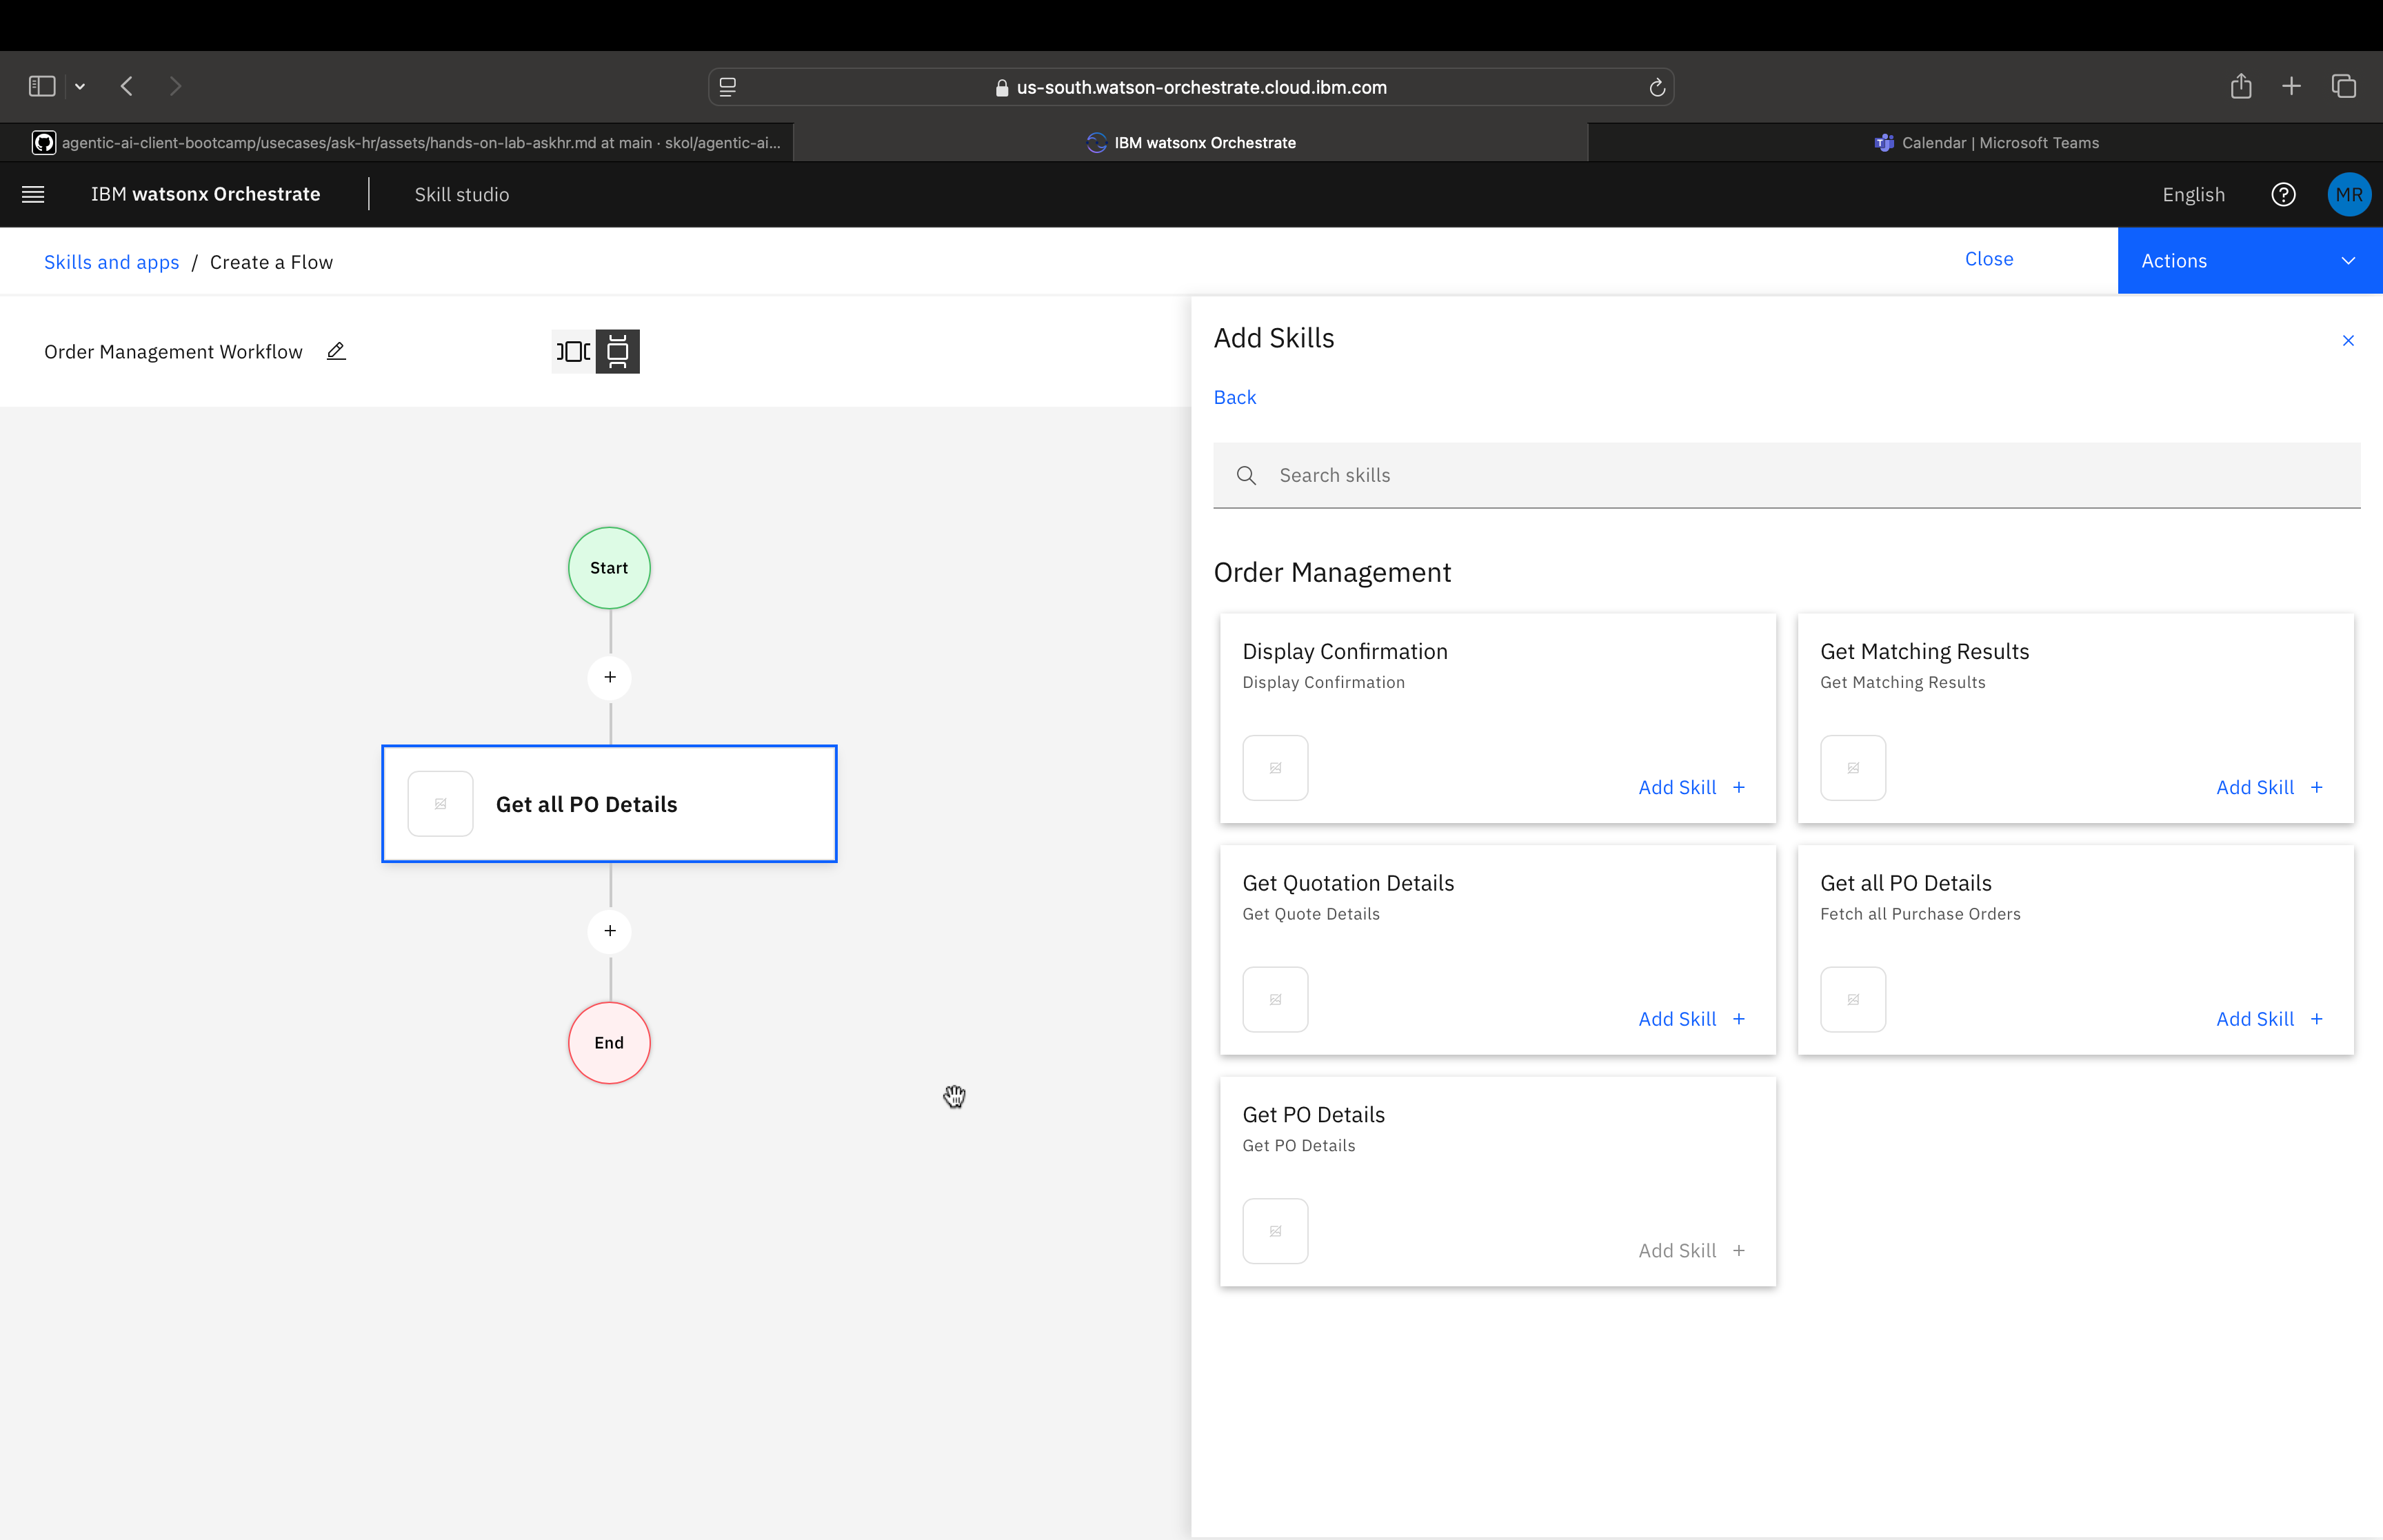 us-south.watson-orchestrate.cloud.ibm.com
agentic-ai-client-bootcamp/usecases/ask-hr/assets/hands-on-lab-askhr.md at main · skol/agentic-ai...
IBM watsonx Orchestrate
Calendar | Microsoft Teams
IBM watsonx Orchestrate
Skill studio
English
MR
Skills and apps / Create a Flow
Close
Actions
Order Management Workflow
Start
+
Get all PO Details
+
End
Add Skills
Back
Search skills
Order Management
Display Confirmation
Display Confirmation
Add Skill +
Get Matching Results
Get Matching Results
Add Skill +
Get Quotation Details
Get Quote Details
Add Skill +
Get all PO Details
Fetch all Purchase Orders
Add Skill +
Get PO Details
Get PO Details
Add Skill +